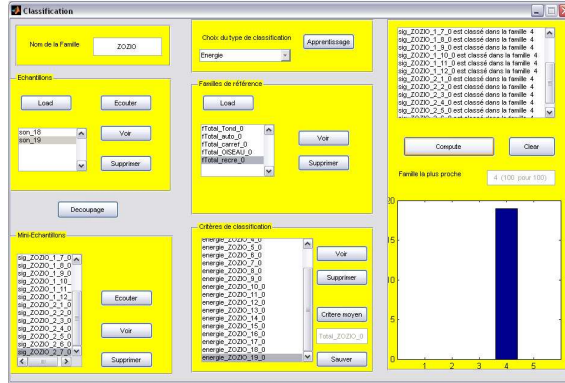 Classification
Nom de la Famille
ZOZIO
Echantillons
Load
Ecouter
son_18
son_19
Voir
Supprimer
Decoupage
Mini-Echantillons
sig_ZOZIO_1_7_0
sig_ZOZIO_1_8_0
sig_ZOZIO_1_9_0
sig_ZOZIO_1_10_
sig_ZOZIO_1_11_
sig_ZOZIO_1_12_
sig_ZOZIO_2_1_0
sig_ZOZIO_2_2_0
sig_ZOZIO_2_3_0
sig_ZOZIO_2_4_0
sig_ZOZIO_2_5_0
sig_ZOZIO_2_6_0
sig_ZOZIO_2_7_0
Ecouter
Voir
Supprimer
Choix du type de classification
Energie
Apprentissage
Familles de référence
Load
fTotal_Tond_0
fTotal_auto_0
fTotal_carref_0
fTotal_OISEAU_0
fTotal_recre_0
Voir
Supprimer
Critères de classification
energie_ZOZIO_4_0
energie_ZOZIO_5_0
energie_ZOZIO_6_0
energie_ZOZIO_7_0
energie_ZOZIO_8_0
energie_ZOZIO_9_0
energie_ZOZIO_10_0
energie_ZOZIO_11_0
energie_ZOZIO_12_0
energie_ZOZIO_13_0
energie_ZOZIO_14_0
energie_ZOZIO_15_0
energie_ZOZIO_16_0
energie_ZOZIO_17_0
energie_ZOZIO_18_0
energie_ZOZIO_19_0
Voir
Supprimer
Critere moyen
Total_ZOZIO_0
Sauver
sig_ZOZIO_1_7_0 est classé dans la famille 4
sig_ZOZIO_1_8_0 est classé dans la famille 4
sig_ZOZIO_1_9_0 est classé dans la famille 4
sig_ZOZIO_1_10_0 est classé dans la famille 4
sig_ZOZIO_1_11_0 est classé dans la famille 4
sig_ZOZIO_1_12_0 est classé dans la famille 4
sig_ZOZIO_2_1_0 est classé dans la famille 4
sig_ZOZIO_2_2_0 est classé dans la famille 4
sig_ZOZIO_2_3_0 est classé dans la famille 4
sig_ZOZIO_2_4_0 est classé dans la famille 4
sig_ZOZIO_2_5_0 est classé dans la famille 4
Compute
Clear
Famille la plus proche
4 (100 pour 100)
20
15
10
5
0
1 2 3 4 5